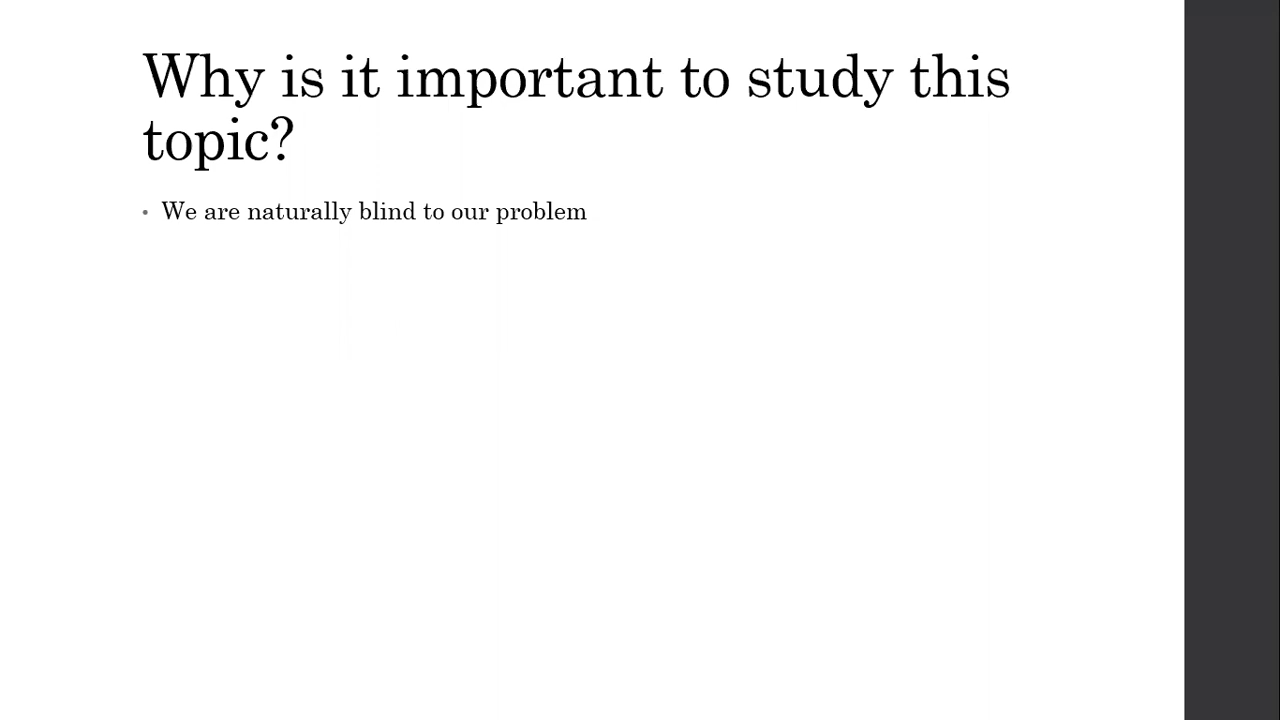 Why is it important to study this
topic?
• We are naturally blind to our problem